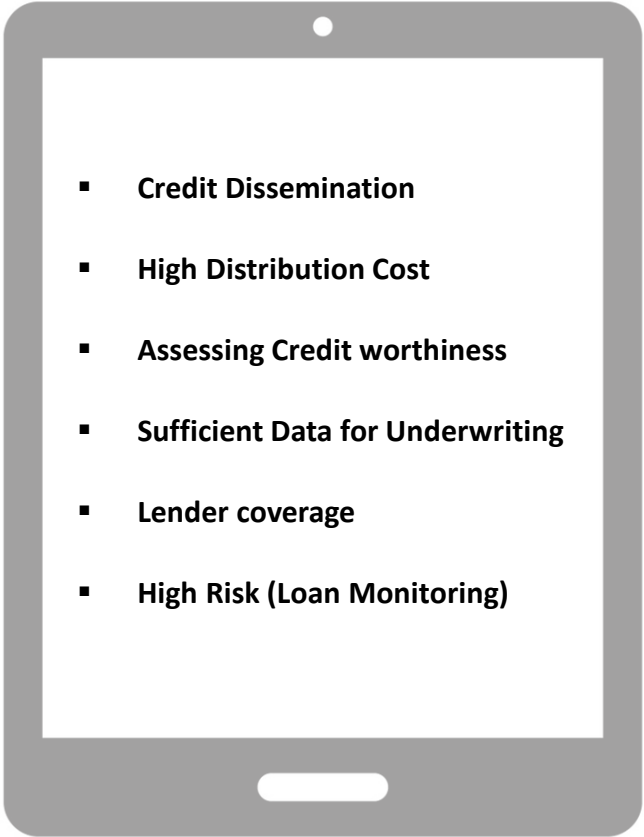 ▪ Credit Dissemination
▪ High Distribution Cost
▪ Assessing Credit worthiness
▪ Sufficient Data for Underwriting
▪ Lender coverage
▪ High Risk (Loan Monitoring)